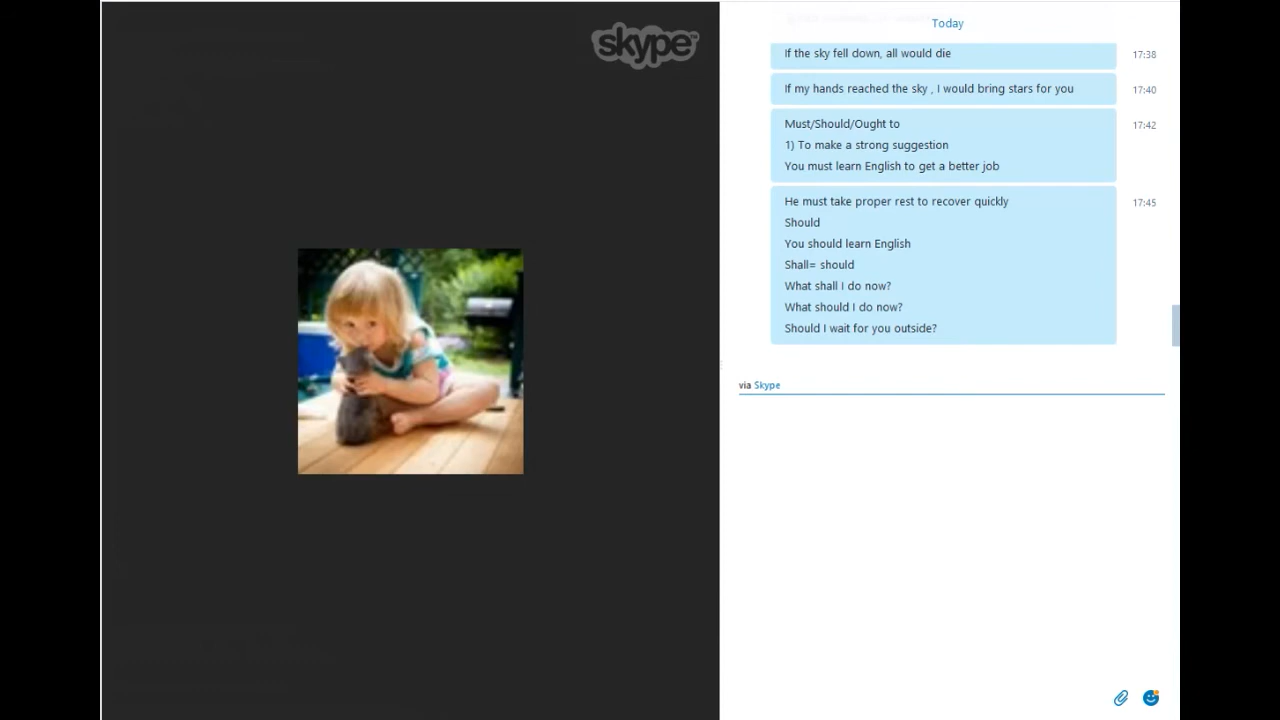 skype
Today
If the sky fell down, all would die
17:38
If my hands reached the sky , I would bring stars for you
17:40
Must/Should/Ought to
17:42
1) To make a strong suggestion
You must learn English to get a better job
He must take proper rest to recover quickly
17:45
Should
You should learn English
Shall= should
What shall I do now?
What should I do now?
Should I wait for you outside?
via Skype